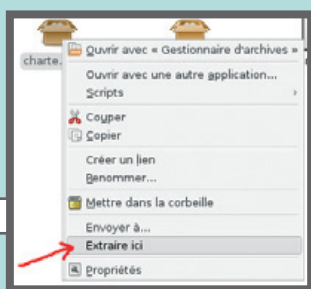 charte.
Ouvrir avec « Gestionnaire d'archives »
Ouvrir avec une autre application...
Scripts
Couper
Copier
Créer un lien
Renommer...
Mettre dans la corbeille
Envoyer à...
Extraire ici
Propriétés